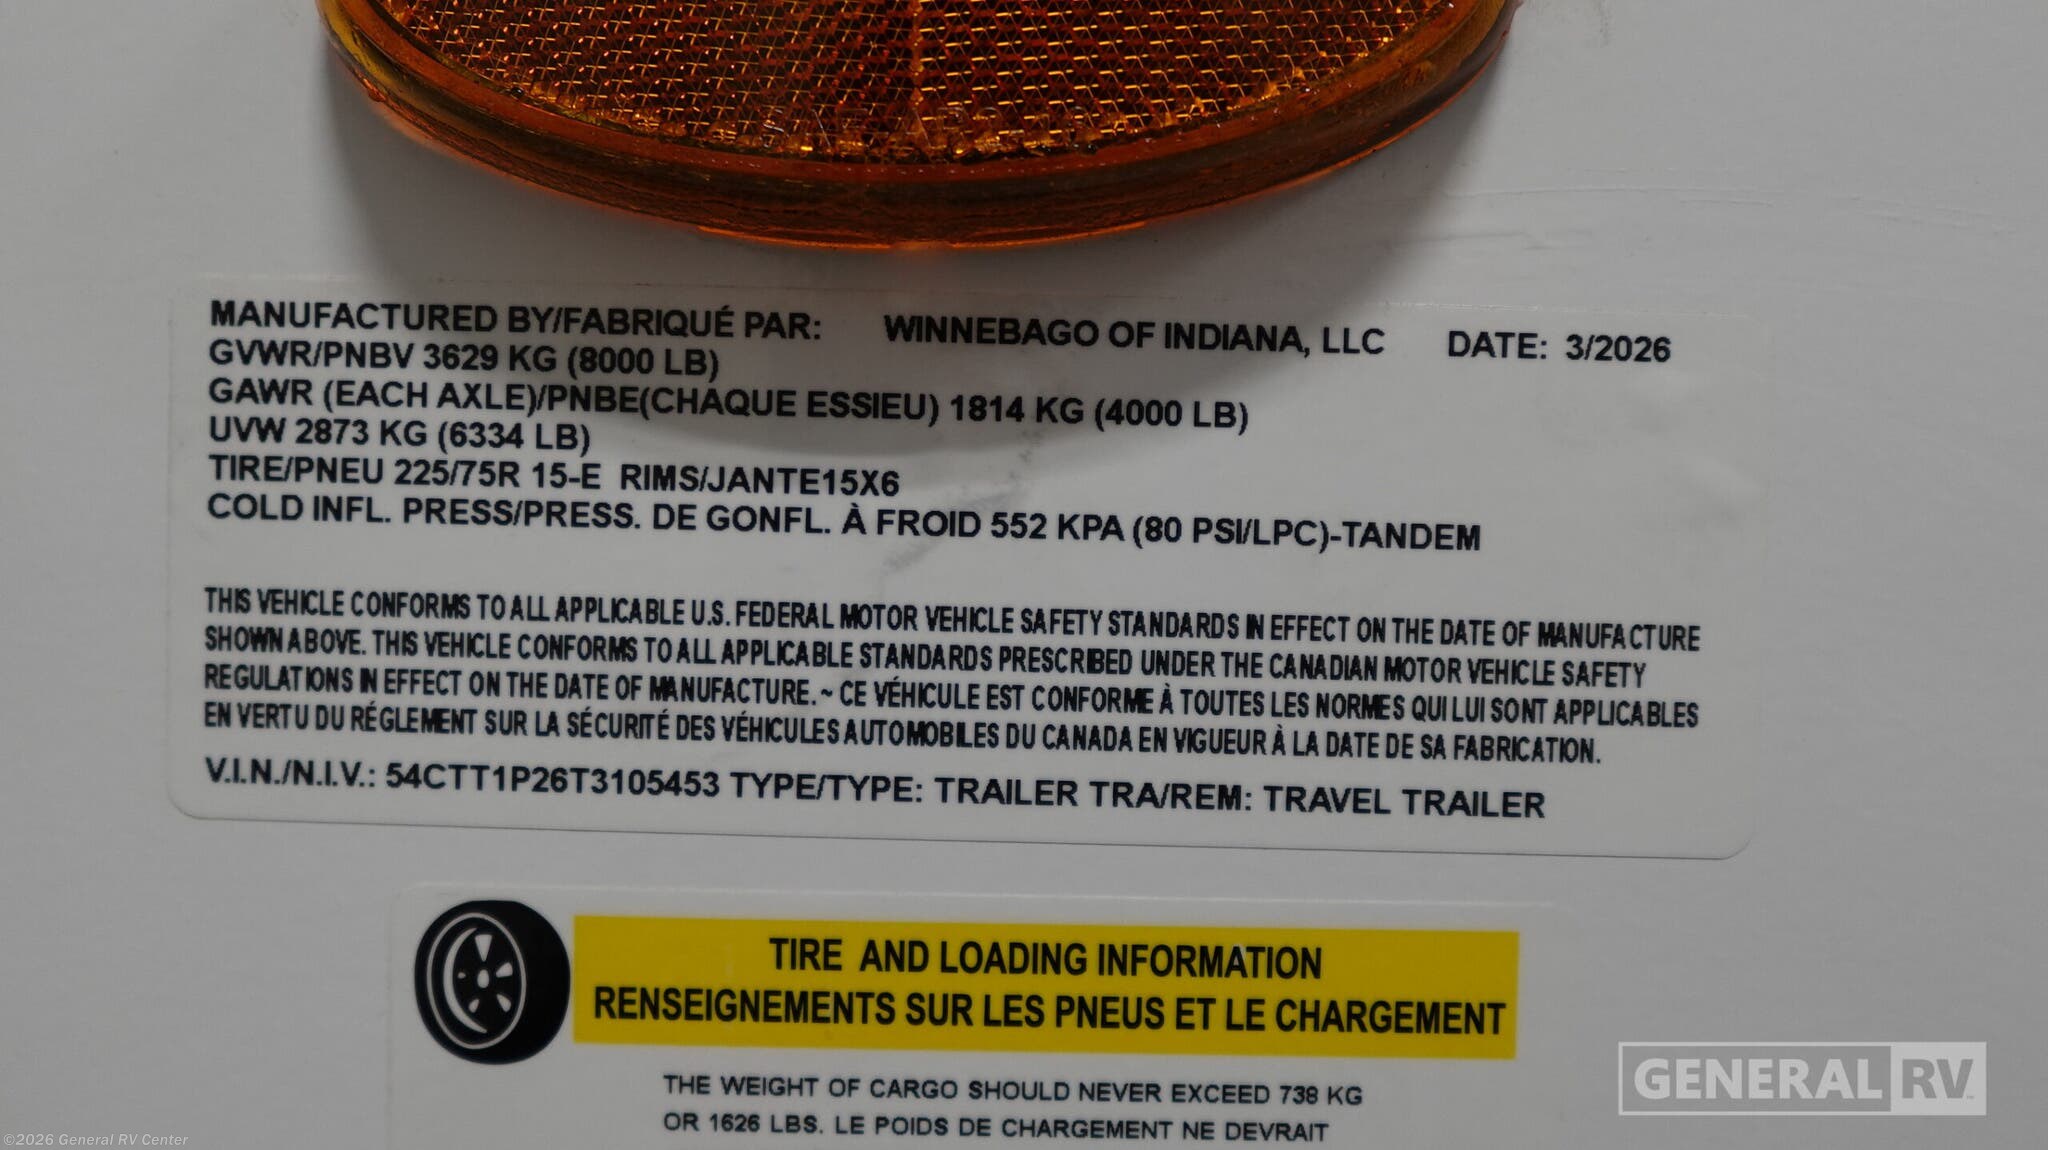 MANUFACTURED BY/FABRIQUÉ PAR: WINNEBAGO OF INDIANA, LLC DATE: 3/2026
GVWR/PNBV 3629 KG (8000 LB)
GAWR (EACH AXLE)/PNBE(CHAQUE ESSIEU) 1814 KG (4000 LB)
UVW 2873 KG (6334 LB)
TIRE/PNEU 225/75R 15-E RIMS/JANTE15X6
COLD INFL. PRESS/PRESS. DE GONFL. À FROID 552 KPA (80 PSI/LPC)-TANDEM
THIS VEHICLE CONFORMS TO ALL APPLICABLE U.S. FEDERAL MOTOR VEHICLE SAFETY STANDARDS IN EFFECT ON THE DATE OF MANUFACTURE
SHOWN ABOVE. THIS VEHICLE CONFORMS TO ALL APPLICABLE STANDARDS PRESCRIBED UNDER THE CANADIAN MOTOR VEHICLE SAFETY
REGULATIONS IN EFFECT ON THE DATE OF MANUFACTURE. ~ CE VÉHICULE EST CONFORME À TOUTES LES NORMES QUI LUI SONT APPLICABLES
EN VERTU DU RÉGLEMENT SUR LA SÉCURITÉ DES VÉHICULES AUTOMOBILES DU CANADA EN VIGUEUR À LA DATE DE SA FABRICATION.
V.I.N./N.I.V.: 54CTT1P26T3105453 TYPE/TYPE: TRAILER TRA/REM: TRAVEL TRAILER
TIRE AND LOADING INFORMATION
RENSEIGNEMENTS SUR LES PNEUS ET LE CHARGEMENT
THE WEIGHT OF CARGO SHOULD NEVER EXCEED 738 KG
OR 1626 LBS. LE POIDS DE CHARGEMENT NE DEVRAIT
GENERAL RV
©2026 General RV Center